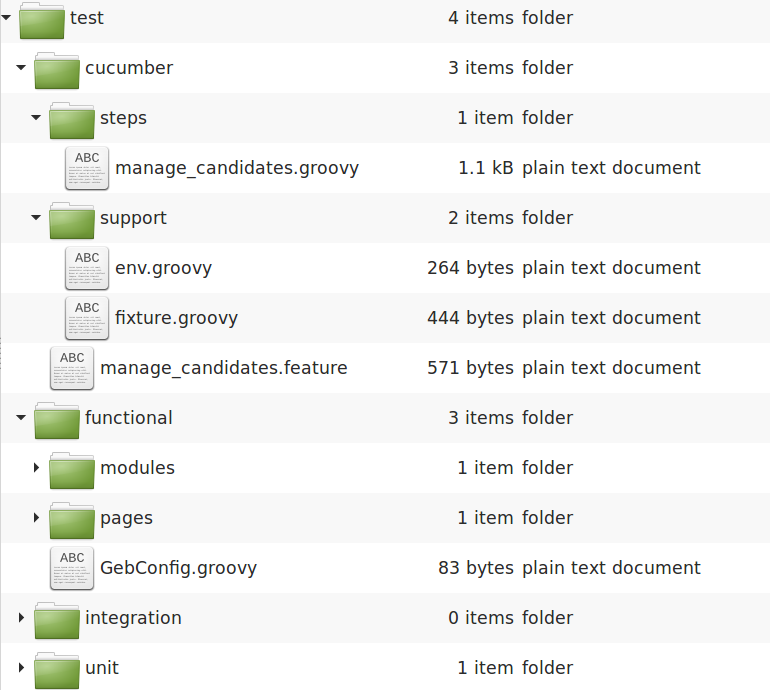 test 4 items folder
cucumber 3 items folder
steps 1 item folder
ABC manage_candidates.groovy 1.1 kB plain text document
support 2 items folder
ABC env.groovy 264 bytes plain text document
ABC fixture.groovy 444 bytes plain text document
ABC manage_candidates.feature 571 bytes plain text document
functional 3 items folder
modules 1 item folder
pages 1 item folder
ABC GebConfig.groovy 83 bytes plain text document
integration 0 items folder
unit 1 item folder